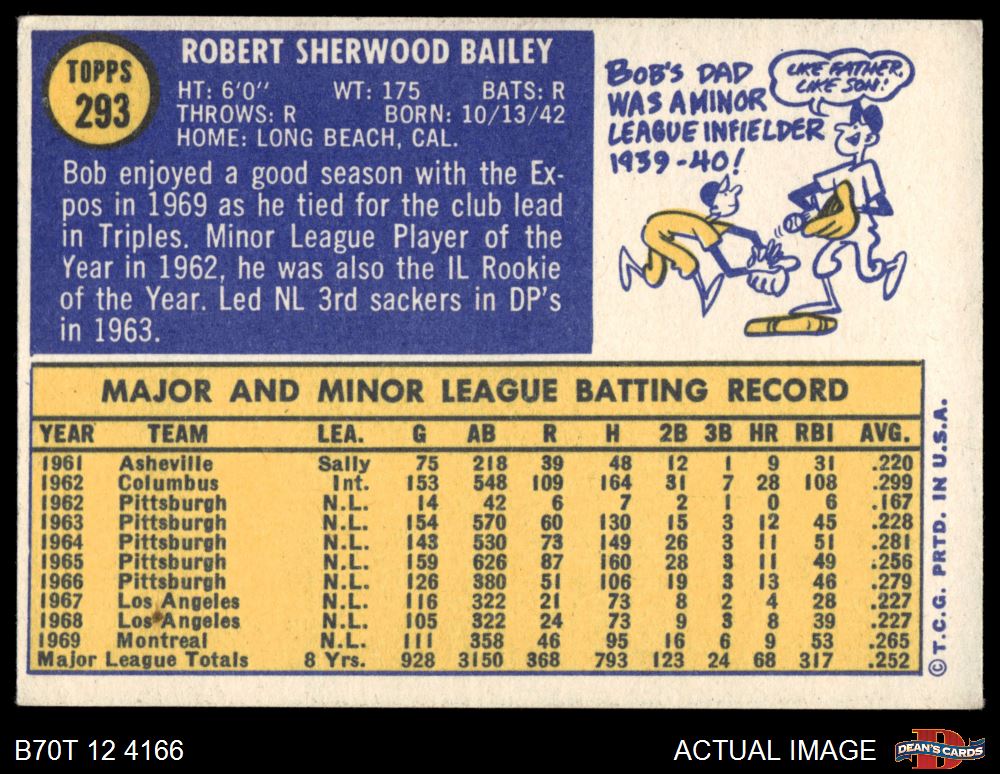 TOPPS
293
ROBERT SHERWOOD BAILEY
HT: 6'0" WT: 175 BATS: R
THROWS: R BORN: 10/13/42
HOME: LONG BEACH, CAL.
Bob enjoyed a good season with the Ex-
pos in 1969 as he tied for the club lead
in Triples. Minor League Player of the
Year in 1962, he was also the IL Rookie
of the Year. Led NL 3rd sackers in DP's
in 1963.
BOB'S DAD
WAS A MINOR
LEAGUE INFIELDER
1939-40!
LIKE FATHER,
LIKE SON!
MAJOR AND MINOR LEAGUE BATTING RECORD
YEAR TEAM LEA. G AB R H 2B 3B HR RBI AVG.
1961 Asheville Sally 75 218 39 48 12 1 9 31 .220
1962 Columbus Int. 153 548 109 164 31 7 28 108 .299
1962 Pittsburgh N.L. 14 42 6 7 2 1 0 6 .167
1963 Pittsburgh N.L. 154 570 60 130 15 3 12 45 .228
1964 Pittsburgh N.L. 143 530 73 149 26 3 11 51 .281
1965 Pittsburgh N.L. 159 626 87 160 28 3 11 49 .256
1966 Pittsburgh N.L. 126 380 51 106 19 3 13 46 .279
1967 Los Angeles N.L. 116 322 21 73 8 2 4 28 .227
1968 Los Angeles N.L. 105 322 24 73 9 3 8 39 .227
1969 Montreal N.L. 111 358 46 95 16 6 9 53 .265
Major League Totals 8 Yrs. 928 3150 368 793 123 24 68 317 .252
© T.C.G. PRTD. IN U.S.A.
B70T 12 4166
ACTUAL IMAGE
D
DEAN'S CARDS